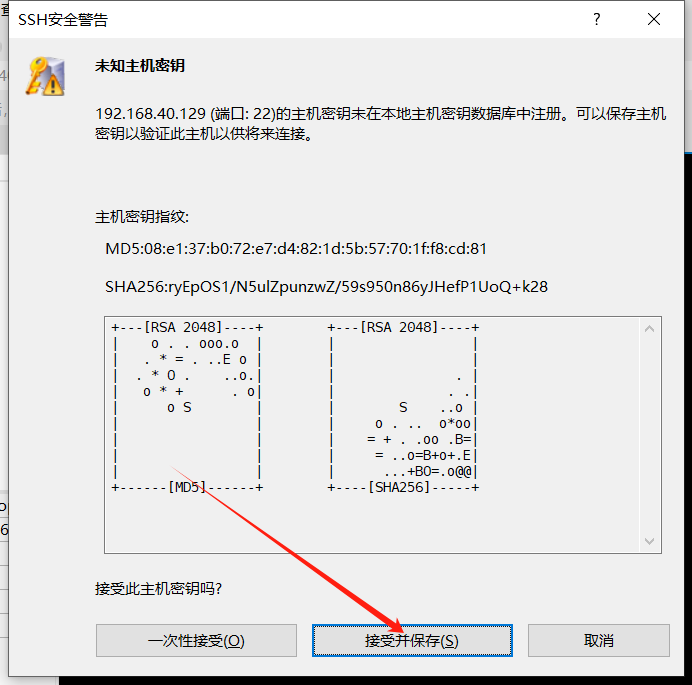 SSH安全警告
未知主机密钥
192.168.40.129 (端口: 22)的主机密钥未在本地主机密钥数据库中注册。可以保存主机
密钥以验证此主机以供将来连接。
主机密钥指纹:
MD5:08:e1:37:b0:72:e7:d4:82:1d:5b:57:70:1f:f8:cd:81
SHA256:ryEpOS1/N5ulZpunzwZ/59s950n86yJHefP1UoQ+k28
+---[RSA 2048]----+        +---[RSA 2048]----+
|    o . . ooo.o  |        |                 |
|   . * = . ..E o |        |                 |
|  . * O .    ..o.|        |               . |
|   o * +      . o|        |              . .|
|      o S        |        |        S    ..o |
|                 |        |     o . ..  o*oo|
|                 |        |    = + . .oo .B=|
|                 |        |     = ..o=B+o+.E|
|                 |        |      ...+BO=.o@@|
+------[MD5]------+        +----[SHA256]-----+
接受此主机密钥吗?
一次性接受(O) 接受并保存(S) 取消